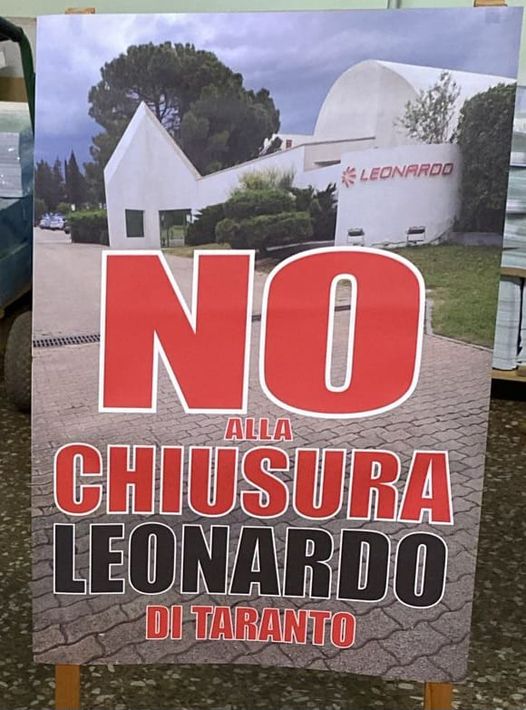 LEONARDO
NO
ALLA
CHIUSURA
LEONARDO
DI TARANTO